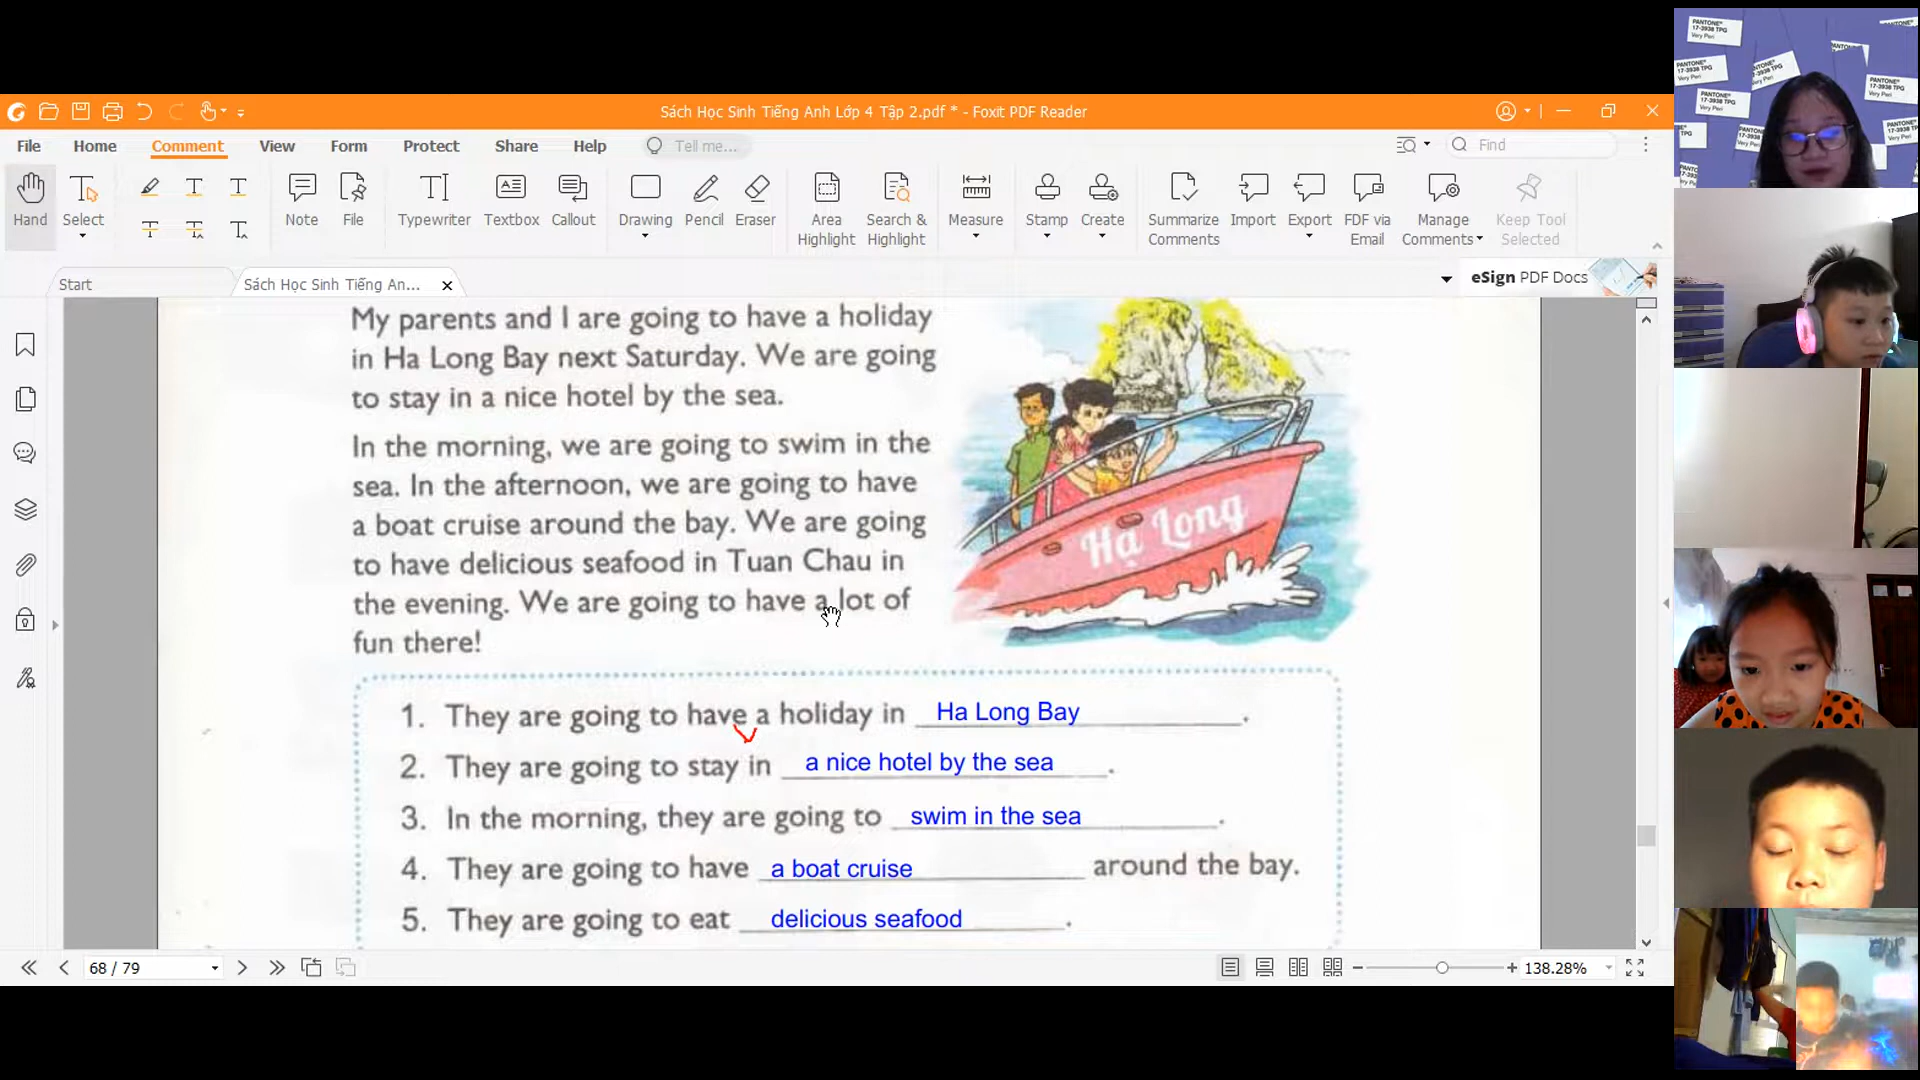 PANTONE®
17-3938 TPG
Very Peri
Sách Học Sinh Tiếng Anh Lớp 4 Tập 2.pdf * - Foxit PDF Reader
File Home Comment View Form Protect Share Help Tell me... Find
Hand Select Note File Typewriter Textbox Callout Drawing Pencil Eraser Area Highlight Search & Highlight Measure Stamp Create Summarize Comments Import Export FDF via Email Manage Comments Keep Tool Selected
Start Sách Học Sinh Tiếng An... eSign PDF Docs
My parents and I are going to have a holiday
in Ha Long Bay next Saturday. We are going
to stay in a nice hotel by the sea.
In the morning, we are going to swim in the
sea. In the afternoon, we are going to have
a boat cruise around the bay. We are going
to have delicious seafood in Tuan Chau in
the evening. We are going to have a lot of
fun there!
Hạ Long
1. They are going to have a holiday in Ha Long Bay.
2. They are going to stay in a nice hotel by the sea.
3. In the morning, they are going to swim in the sea.
4. They are going to have a boat cruise around the bay.
5. They are going to eat delicious seafood.
68 / 79 138.28%